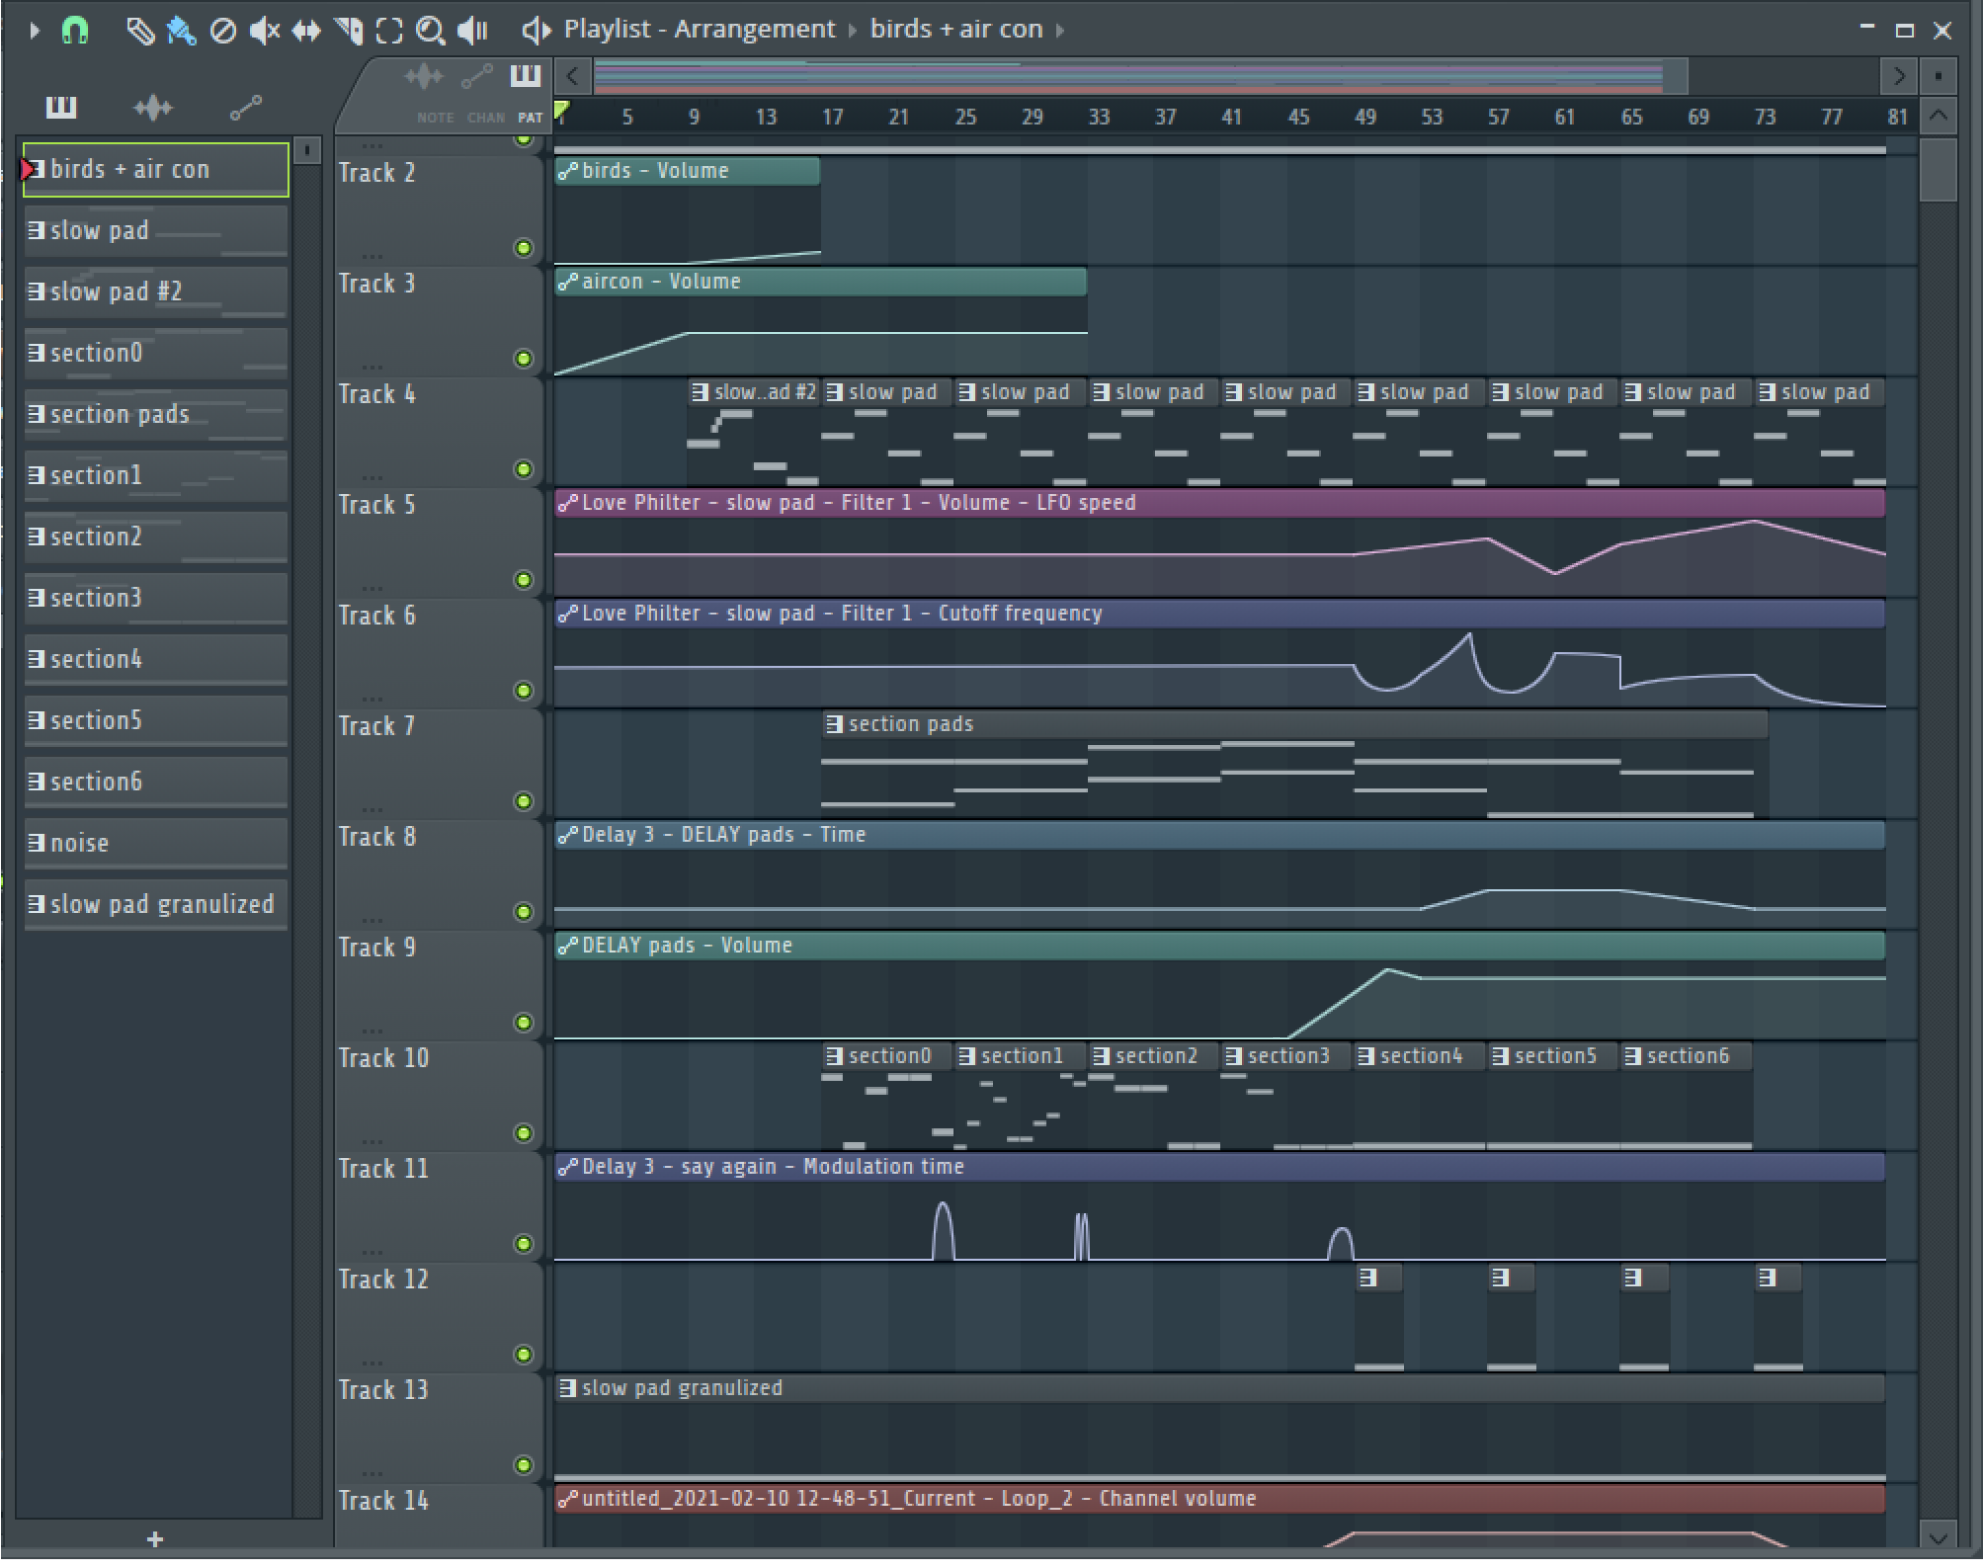 Playlist - Arrangement › birds + air con ›
NOTE CHAN PAT
1 5 9 13 17 21 25 29 33 37 41 45 49 53 57 61 65 69 73 77 81
birds + air con
slow pad
slow pad #2
section0
section pads
section1
section2
section3
section4
section5
section6
noise
slow pad granulized
+
Track 2
birds - Volume
Track 3
aircon - Volume
Track 4
slow..ad #2 slow pad slow pad slow pad slow pad slow pad slow pad slow pad slow pad
Track 5
Love Philter - slow pad - Filter 1 - Volume - LFO speed
Track 6
Love Philter - slow pad - Filter 1 - Cutoff frequency
Track 7
section pads
Track 8
Delay 3 - DELAY pads - Time
Track 9
DELAY pads - Volume
Track 10
section0 section1 section2 section3 section4 section5 section6
Track 11
Delay 3 - say again - Modulation time
Track 12
Track 13
slow pad granulized
Track 14
untitled_2021-02-10 12-48-51_Current - Loop_2 - Channel volume